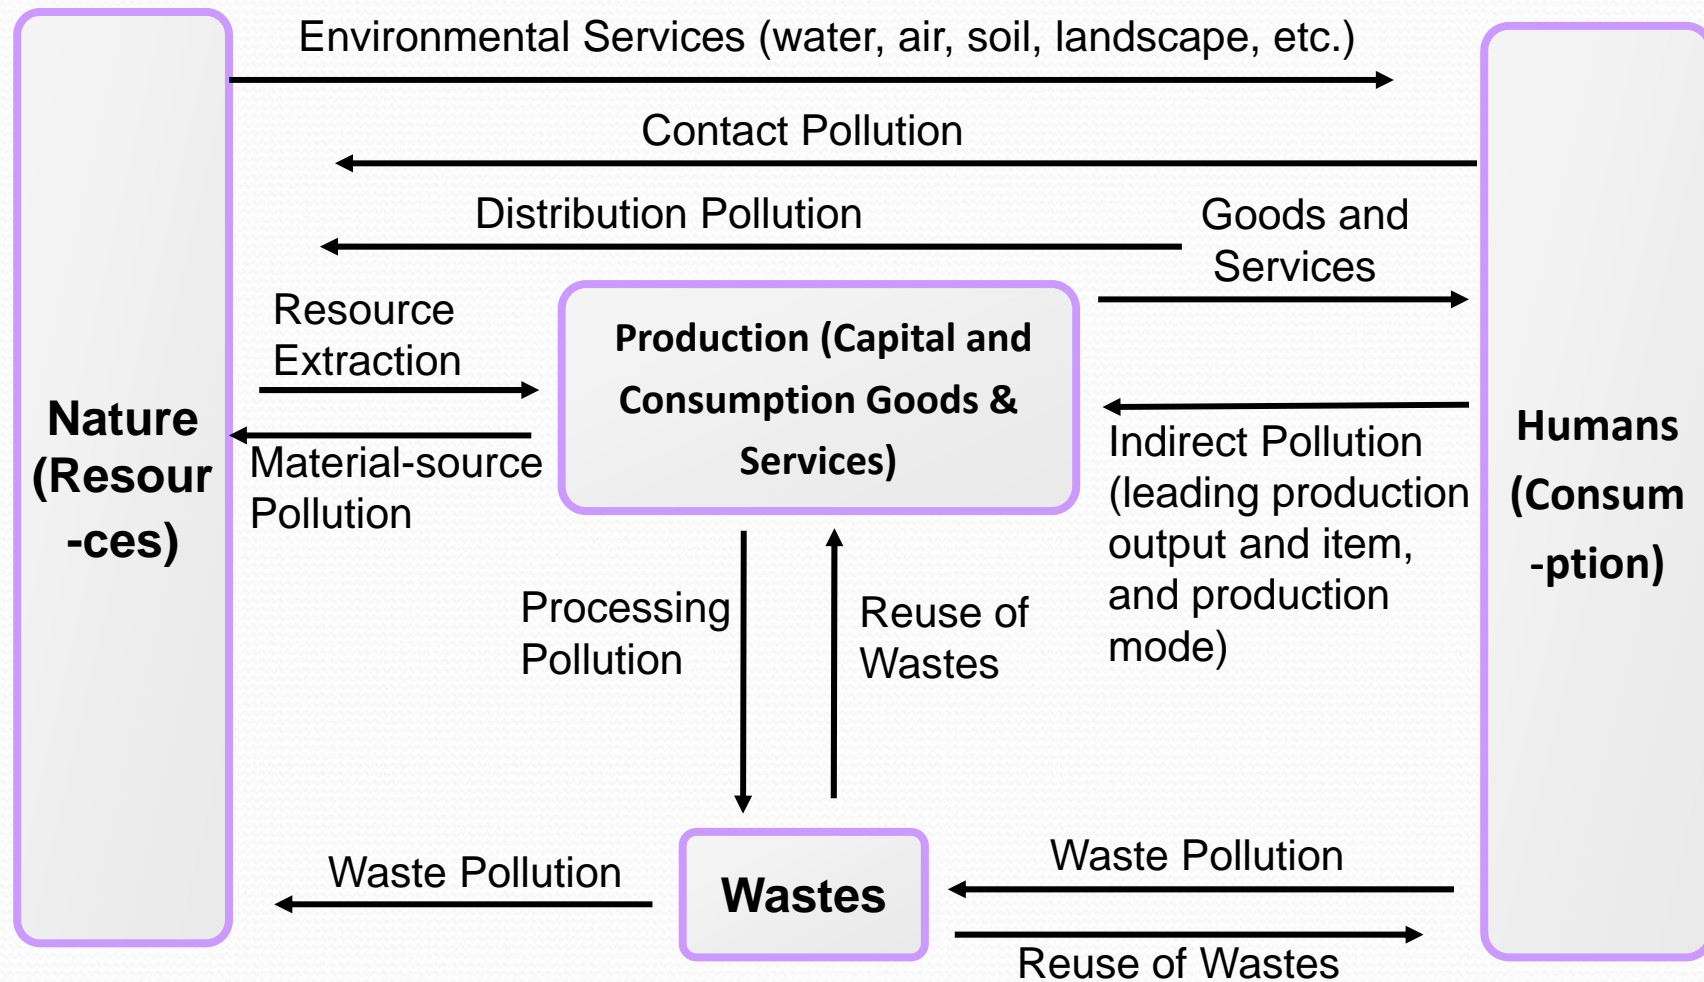 Environmental Services (water, air, soil, landscape, etc.)
Contact Pollution
Distribution Pollution
Goods and
Services
Resource
Extraction
Production (Capital and
Consumption Goods &
Services)
Nature
(Resour
-ces)
Material-source
Pollution
Indirect Pollution
(leading production
output and item,
and production
mode)
Humans
(Consum
-ption)
Processing
Pollution
Reuse of
Wastes
Waste Pollution
Wastes
Waste Pollution
Reuse of Wastes